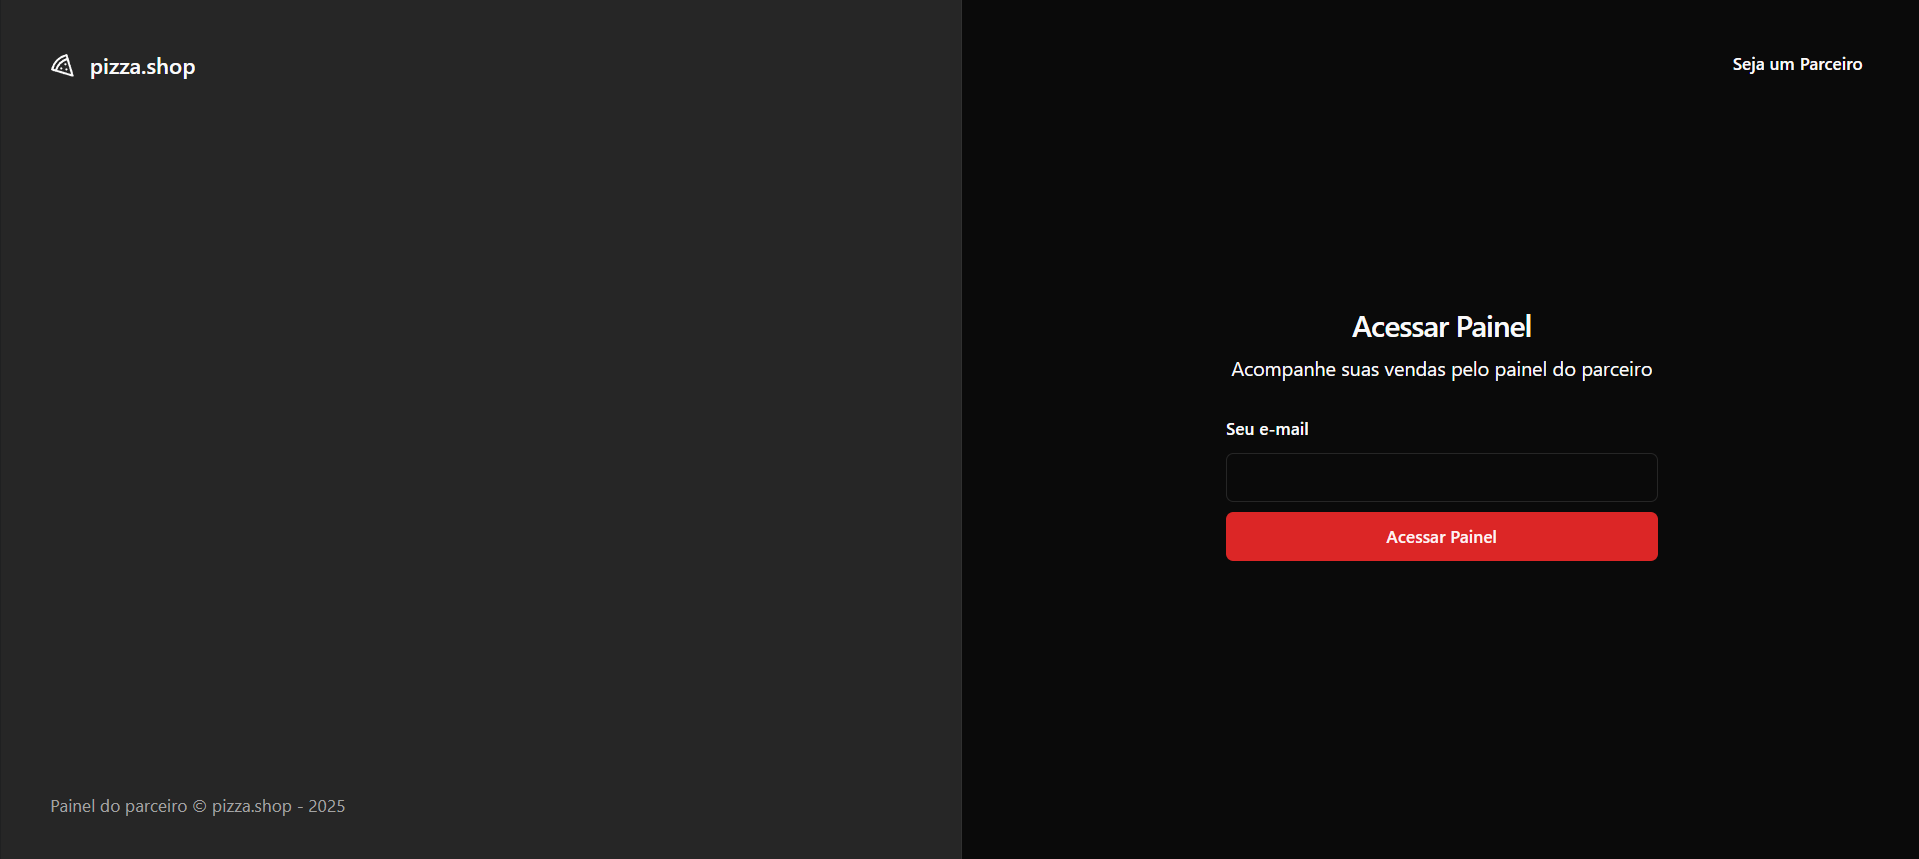 pizza.shop
Seja um Parceiro
Acessar Painel
Acompanhe suas vendas pelo painel do parceiro
Seu e-mail
Acessar Painel
Painel do parceiro © pizza.shop - 2025